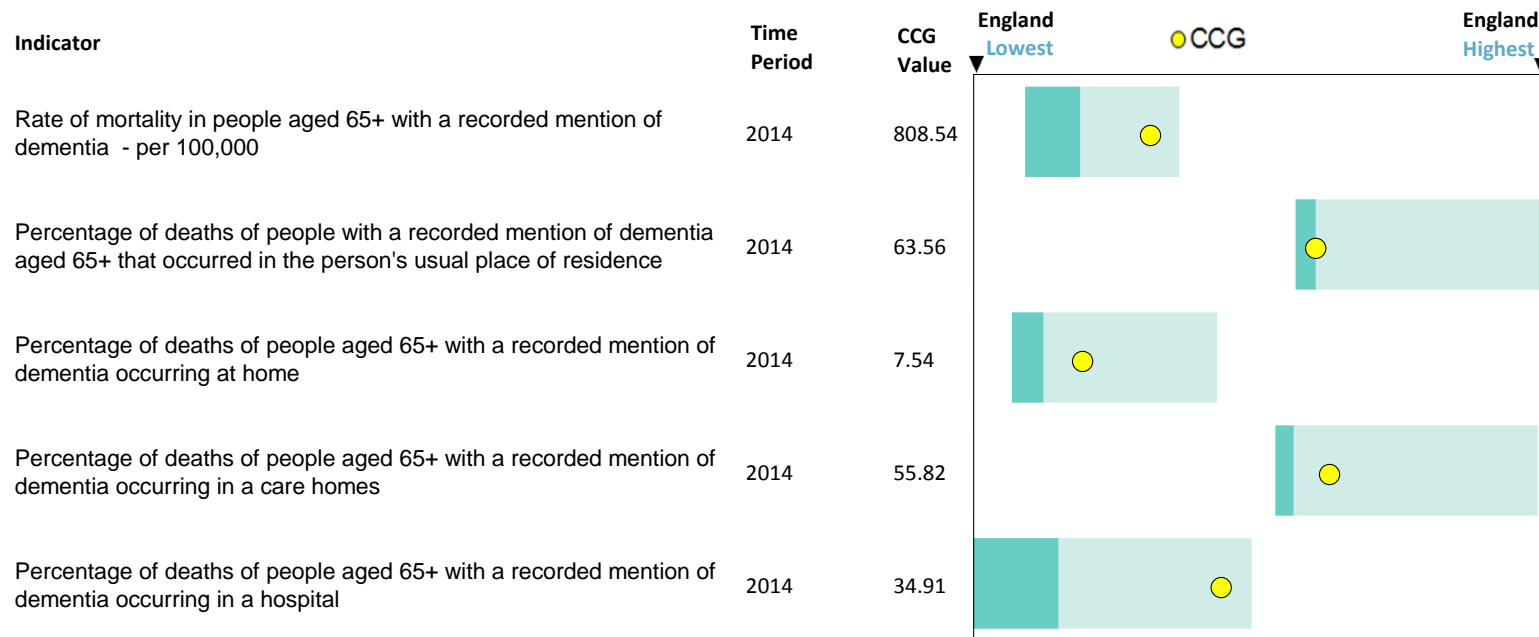 Indicator
Time
Period
CCG
Value
England
Lowest
CCG
England
Highest
Rate of mortality in people aged 65+ with a recorded mention of
dementia - per 100,000
2014
808.54
Percentage of deaths of people with a recorded mention of dementia
aged 65+ that occurred in the person's usual place of residence
2014
63.56
Percentage of deaths of people aged 65+ with a recorded mention of
dementia occurring at home
2014
7.54
Percentage of deaths of people aged 65+ with a recorded mention of
dementia occurring in a care homes
2014
55.82
Percentage of deaths of people aged 65+ with a recorded mention of
dementia occurring in a hospital
2014
34.91